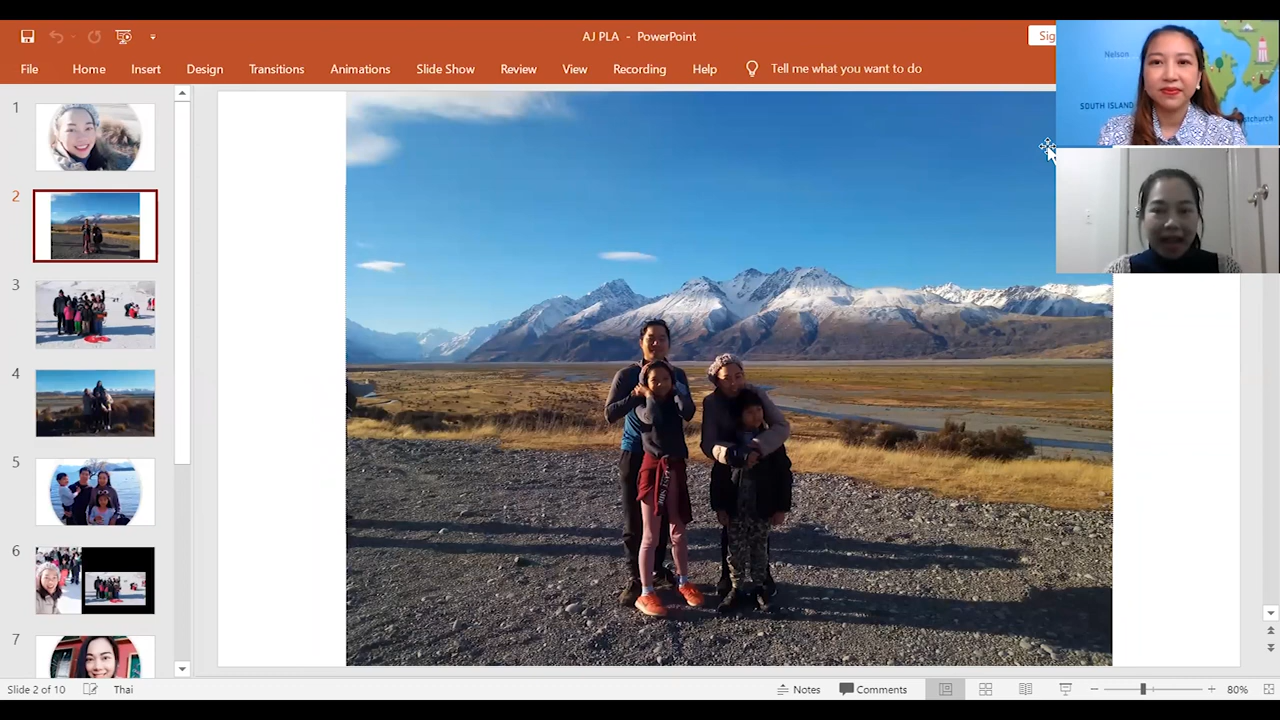 AJ PLA - PowerPoint
Sig
File Home Insert Design Transitions Animations Slide Show Review View Recording Help Tell me what you want to do
Nelson
SOUTH ISLAND
stchurch
1
2
3
4
5
6
7
Slide 2 of 10 Thai Notes Comments 80%